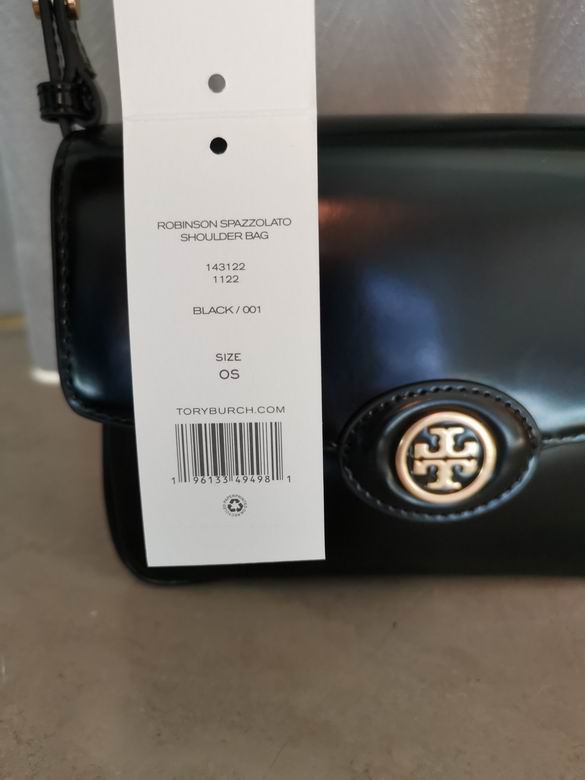 ROBINSON SPAZZOLATO
SHOULDER BAG
143122
1122
BLACK / 001
SIZE
OS
TORYBURCH.COM
1 96133 49498 1